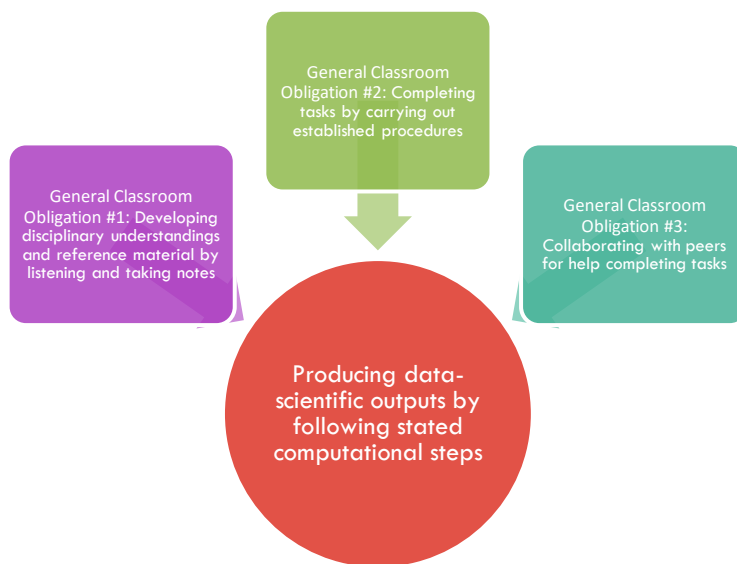 General Classroom
Obligation #1: Developing
disciplinary understandings
and reference material by
listening and taking notes
General Classroom
Obligation #2: Completing
tasks by carrying out
established procedures
General Classroom
Obligation #3:
Collaborating with peers
for help completing tasks
Producing data-
scientific outputs by
following stated
computational steps